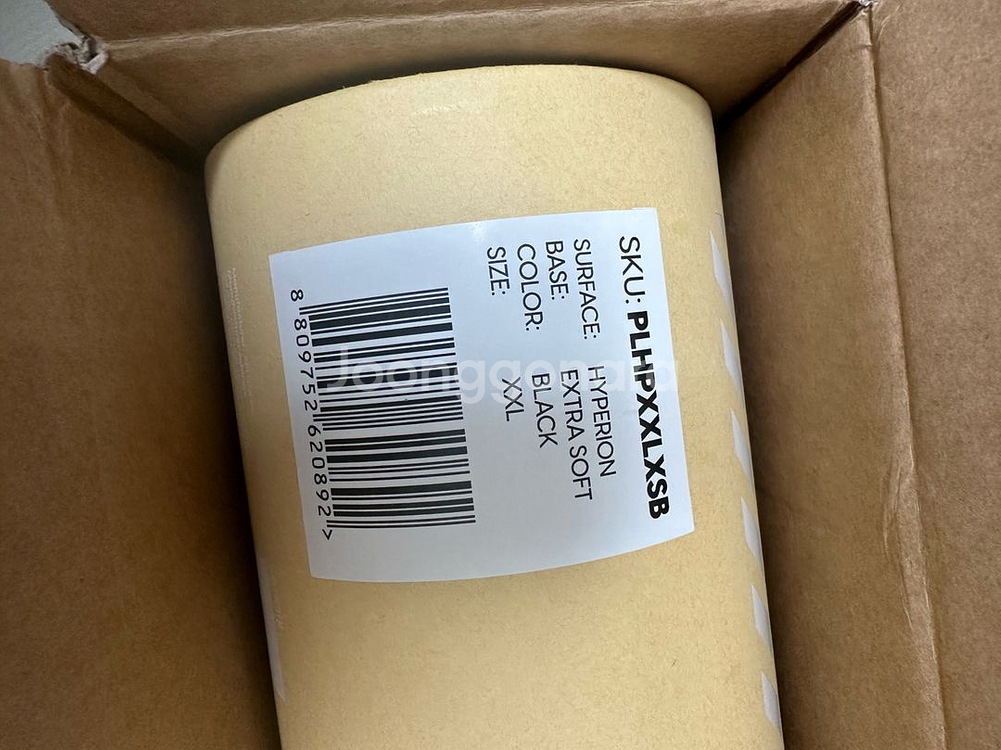 SKU: PLHPXXLXSB
SURFACE: HYPERION
BASE: EXTRA SOFT
COLOR: BLACK
SIZE: XXL
8 809752 620892 >
Joonggonara